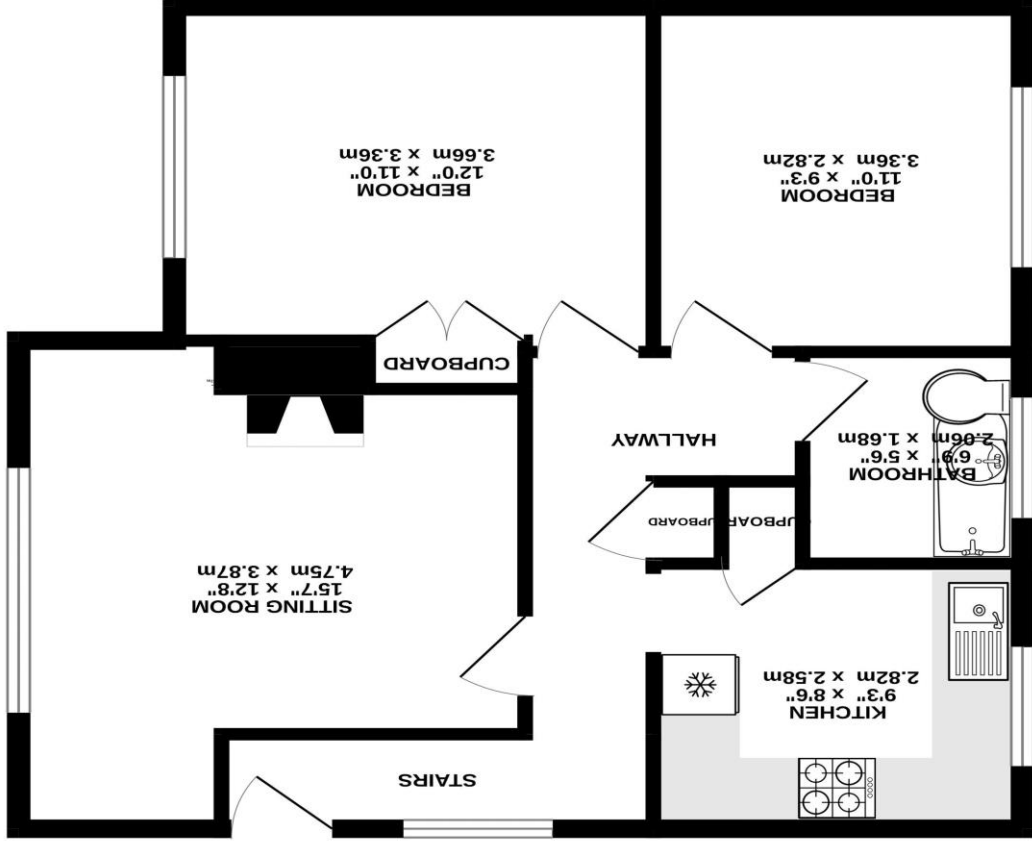 STAIRS
KITCHEN
9'3" x 8'6"
2.82m x 2.58m
SITTING ROOM
15'7" x 12'8"
4.75m x 3.87m
CUPBOARD
CUPBOARD
BATHROOM
6'9" x 5'6"
2.06m x 1.68m
HALLWAY
CUPBOARD
BEDROOM
11'0" x 9'3"
3.36m x 2.82m
BEDROOM
12'0" x 11'0"
3.66m x 3.36m